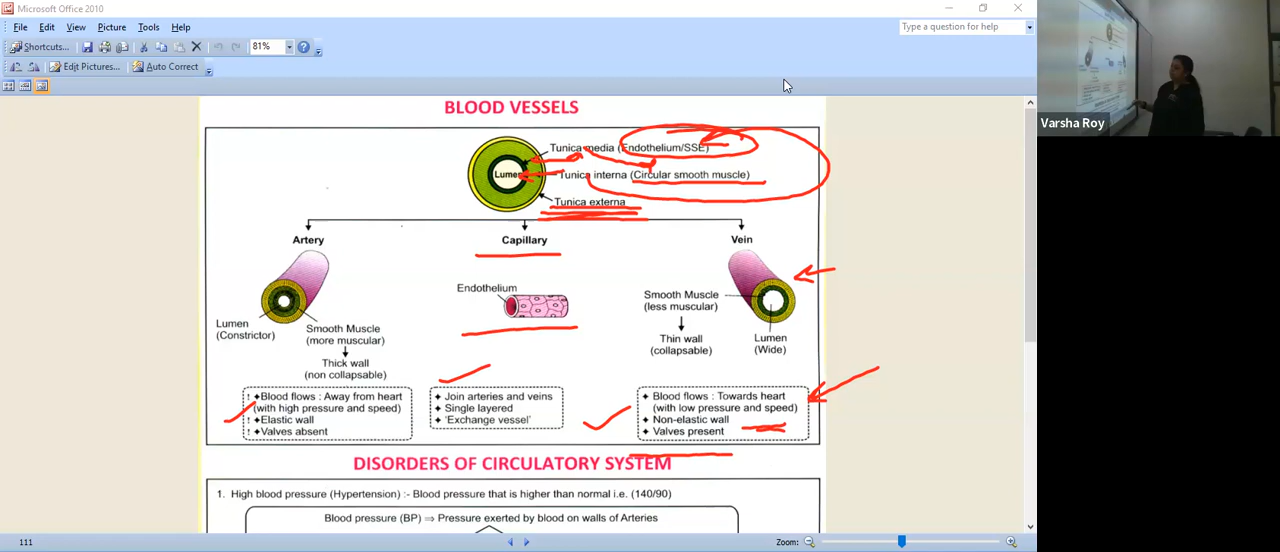 Microsoft Office 2010
File Edit View Picture Tools Help
Type a question for help
Shortcuts...
81%
Edit Pictures...
Auto Correct
Varsha Roy
BLOOD VESSELS
Tunica media (Endothelium/SSE)
Lumen
Tunica interna (Circular smooth muscle)
Tunica externa
Artery
Capillary
Vein
Endothelium
Lumen
(Constrictor)
Smooth Muscle
(more muscular)
Thick wall
(non collapsable)
Smooth Muscle
(less muscular)
Thin wall
(collapsable)
Lumen
(Wide)
Blood flows : Away from heart
(with high pressure and speed)
Elastic wall
Valves absent
Join arteries and veins
Single layered
'Exchange vessel'
Blood flows : Towards heart
(with low pressure and speed)
Non-elastic wall
Valves present
DISORDERS OF CIRCULATORY SYSTEM
1. High blood pressure (Hypertension) :- Blood pressure that is higher than normal i.e. (140/90)
Blood pressure (BP) ⇒ Pressure exerted by blood on walls of Arteries
111
Zoom: